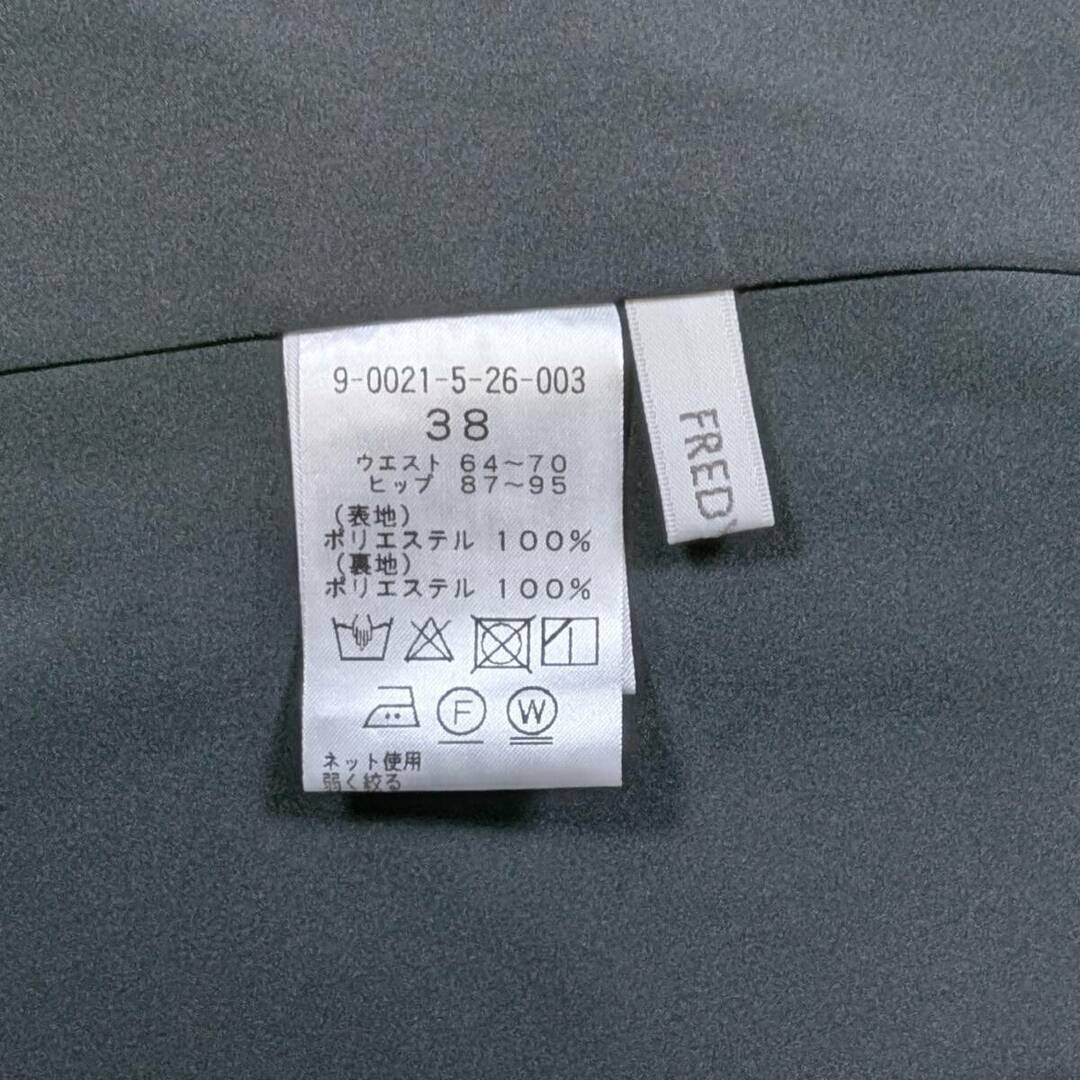 9-0021-5-26-003
38
ウエスト 64〜70
ヒップ 87〜95
(表地)
ポリエステル 100%
(裏地)
ポリエステル 100%
F W
ネット使用
弱く絞る
FRED